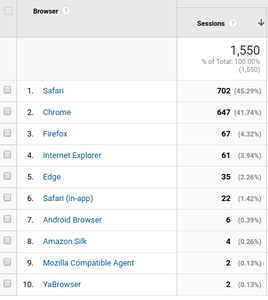 Browser ?
Sessions ?
1,550
% of Total: 100.00%
(1,550)
1. Safari 702 (45.29%)
2. Chrome 647 (41.74%)
3. Firefox 67 (4.32%)
4. Internet Explorer 61 (3.94%)
5. Edge 35 (2.26%)
6. Safari (in-app) 22 (1.42%)
7. Android Browser 6 (0.39%)
8. Amazon Silk 4 (0.26%)
9. Mozilla Compatible Agent 2 (0.13%)
10. YaBrowser 2 (0.13%)